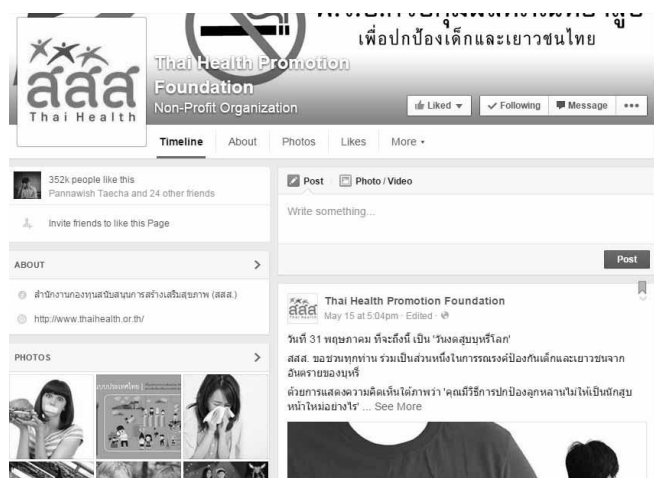 เพื่อปกป้องเด็กและเยาวชนไทย
สสส
Thai Health
Thai Health Promotion
Foundation
Non-Profit Organization
Liked
Following
Message
Timeline
About
Photos
Likes
More
352k people like this
Pannawish Taecha and 24 other friends
Invite friends to like this Page
ABOUT
สำนักงานกองทุนสนับสนุนการสร้างเสริมสุขภาพ (สสส.)
http://www.thaihealth.or.th/
PHOTOS
Post
Photo / Video
Write something...
Post
สสส
Thai Health Promotion Foundation
May 15 at 5:04pm · Edited ·
วันที่ 31 พฤษภาคม ที่จะถึงนี้ เป็น 'วันงดสูบบุหรี่โลก'
สสส. ขอชวนทุกท่าน ร่วมเป็นส่วนหนึ่งในการรณรงค์ป้องกันเด็กและเยาวชนจาก
อันตรายของบุหรี่
ด้วยการแสดงความคิดเห็นใต้ภาพว่า 'คุณมีวิธีการปกป้องลูกหลานไม่ให้เป็นนักสูบ
หน้าใหม่อย่างไร' ... See More